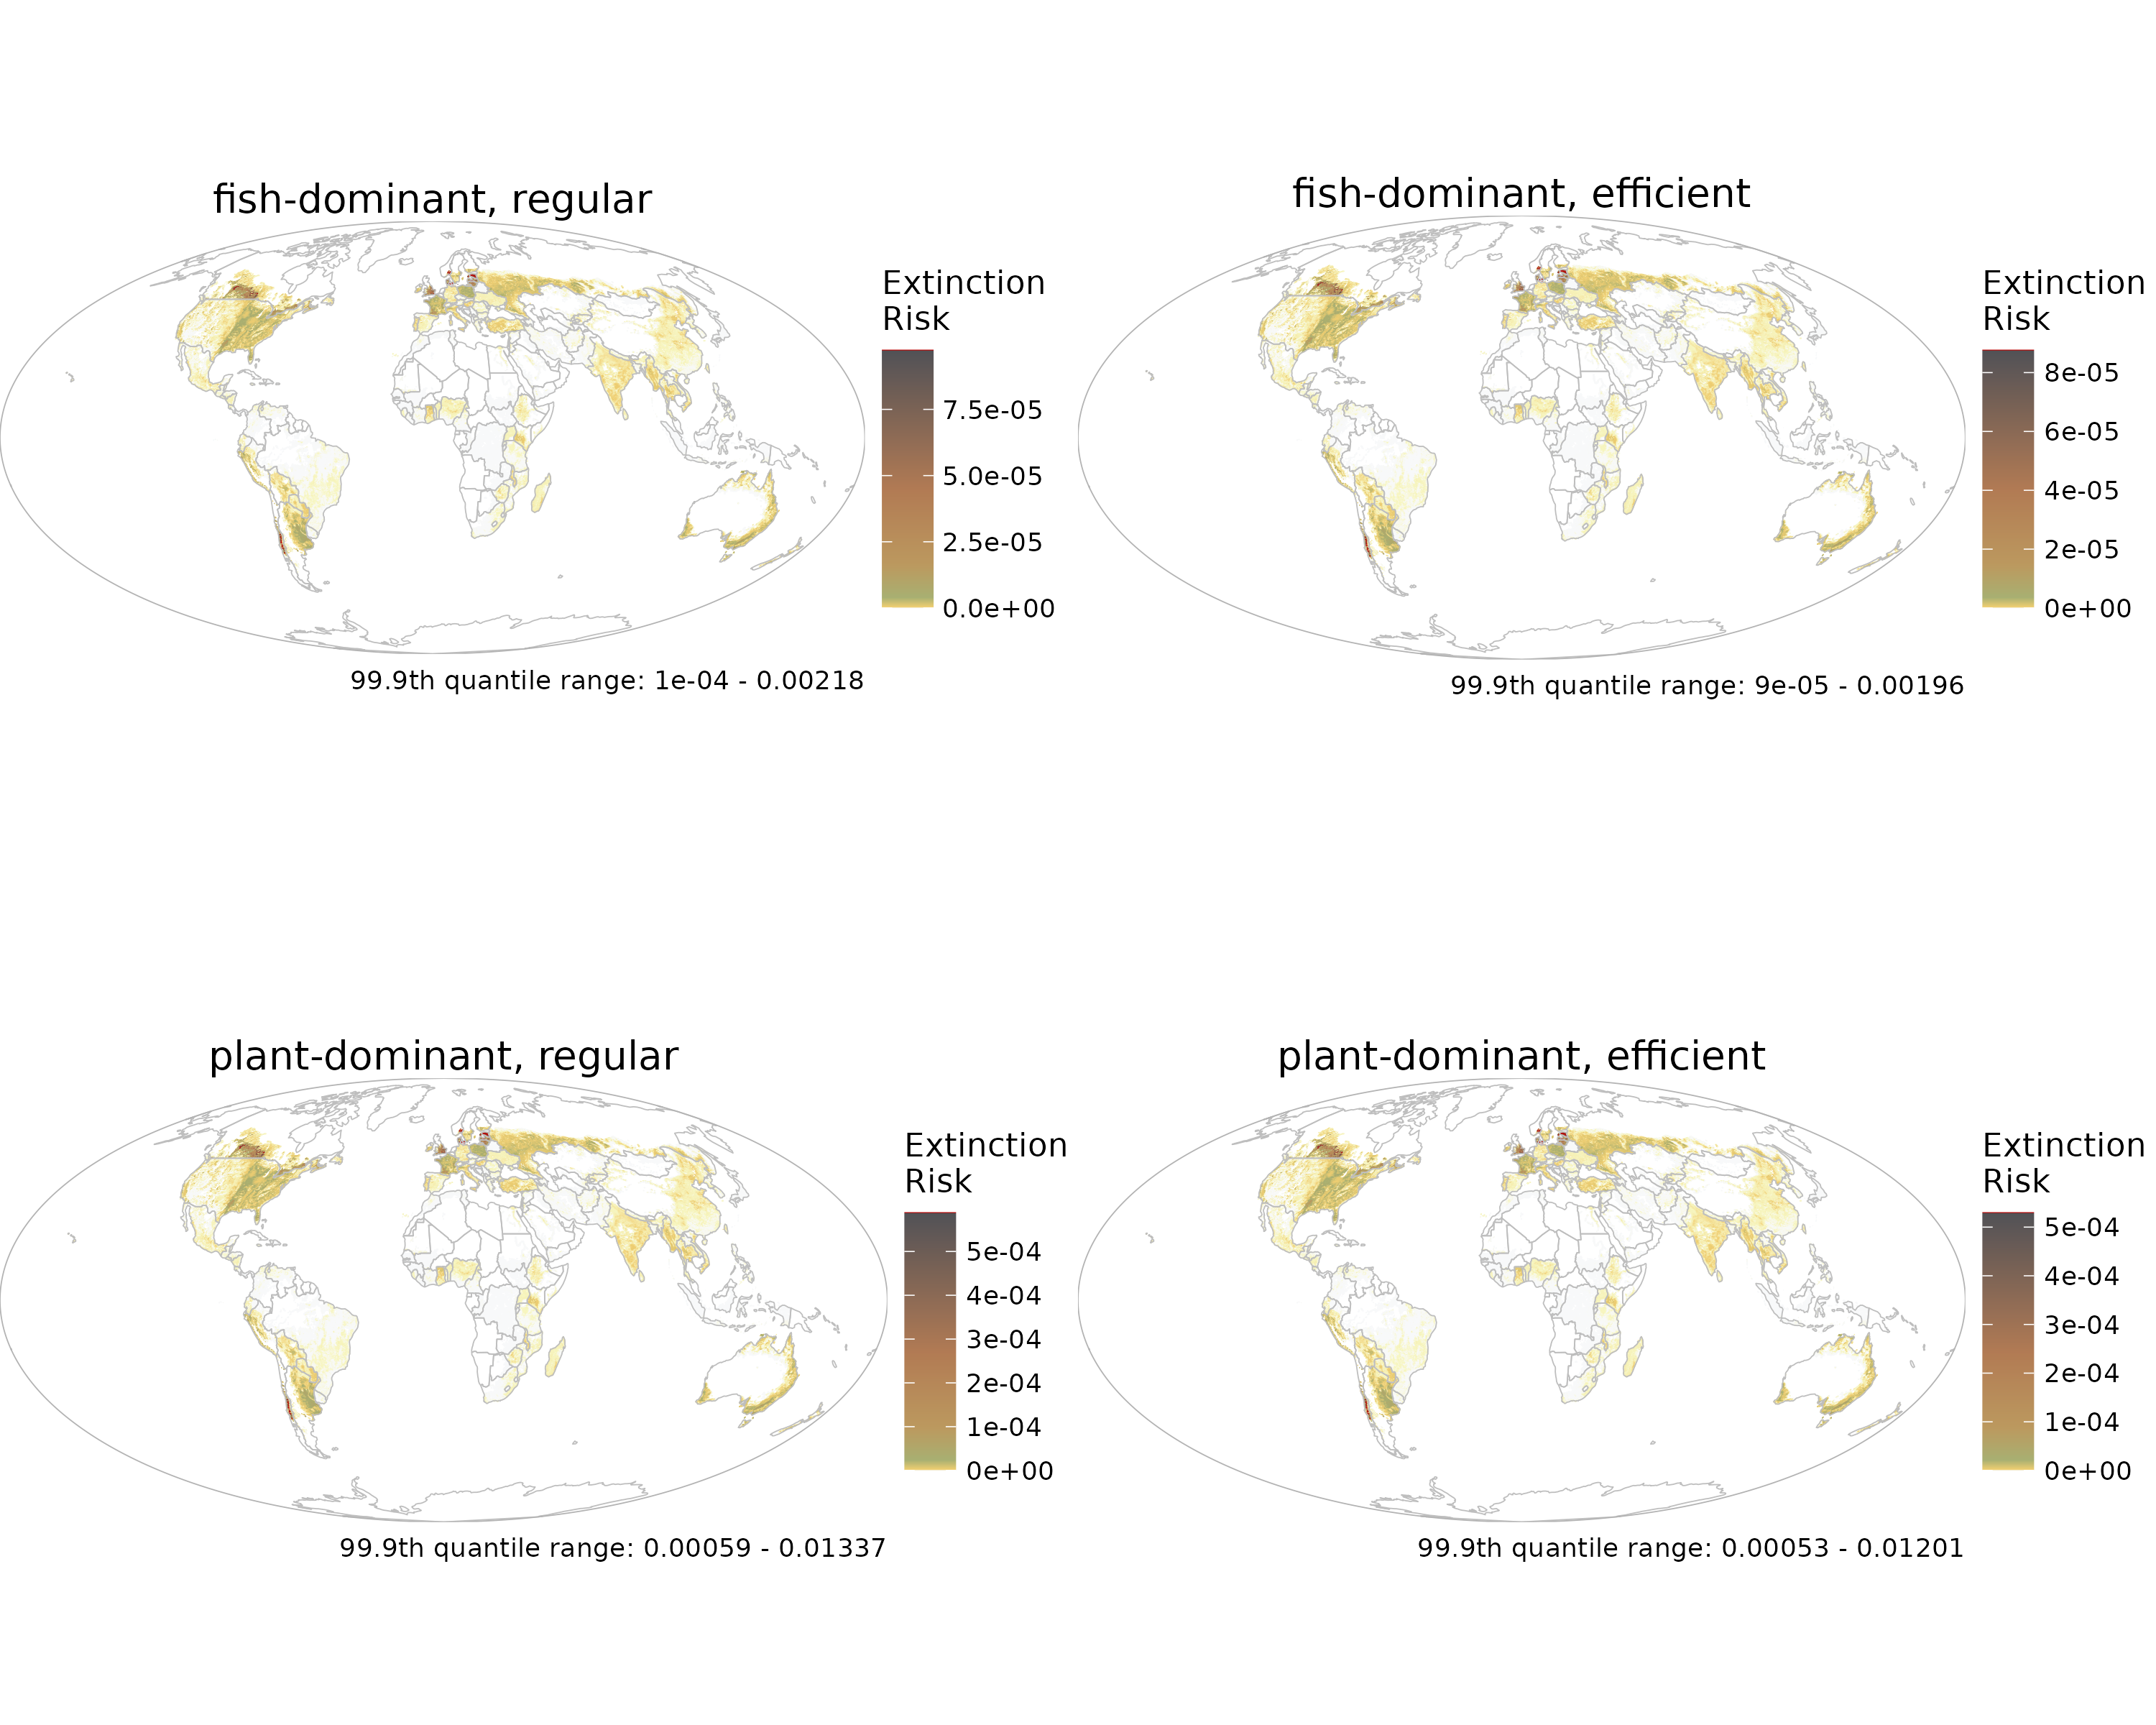 fish-dominant, regular
Extinction
Risk
7.5e-05
5.0e-05
2.5e-05
0.0e+00
99.9th quantile range: 1e-04 - 0.00218
fish-dominant, efficient
Extinction
Risk
8e-05
6e-05
4e-05
2e-05
0e+00
99.9th quantile range: 9e-05 - 0.00196
plant-dominant, regular
Extinction
Risk
5e-04
4e-04
3e-04
2e-04
1e-04
0e+00
99.9th quantile range: 0.00059 - 0.01337
plant-dominant, efficient
Extinction
Risk
5e-04
4e-04
3e-04
2e-04
1e-04
0e+00
99.9th quantile range: 0.00053 - 0.01201